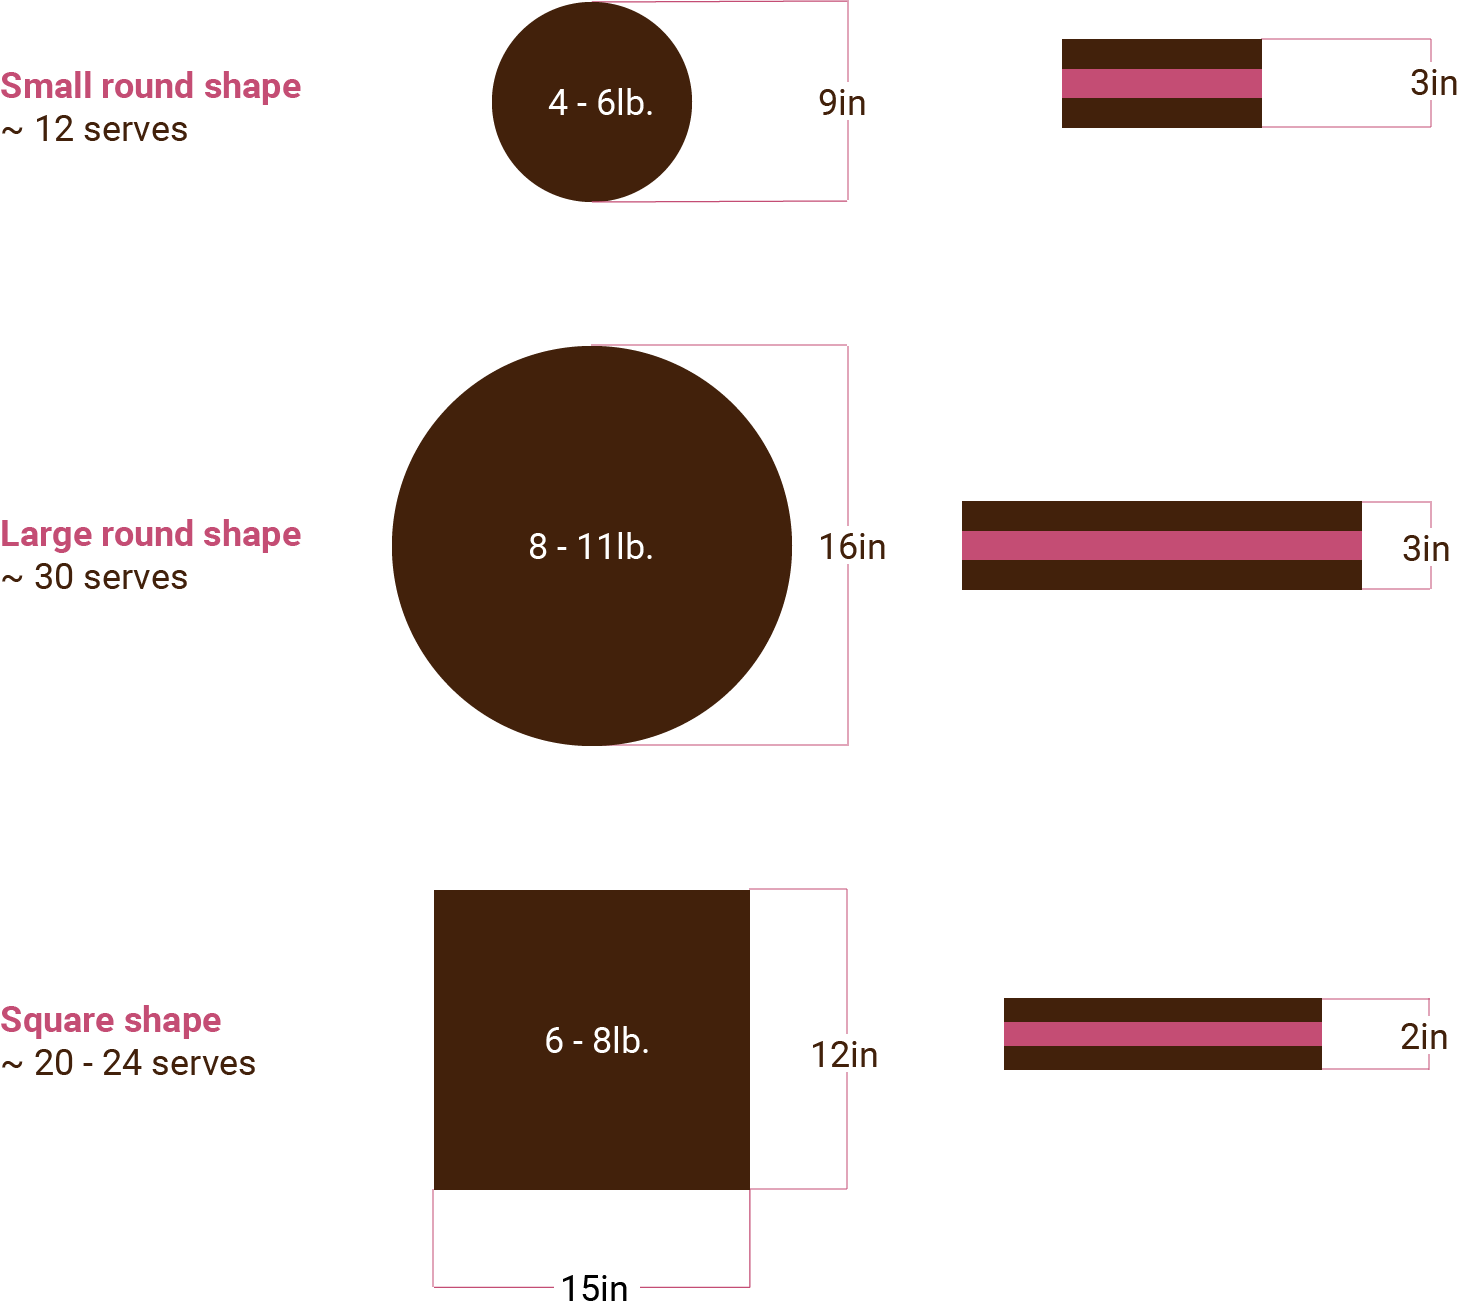 Small round shape
~ 12 serves
4 - 6lb.
9in
3in
Large round shape
~ 30 serves
8 - 11lb.
16in
3in
Square shape
~ 20 - 24 serves
6 - 8lb.
12in
2in
15in